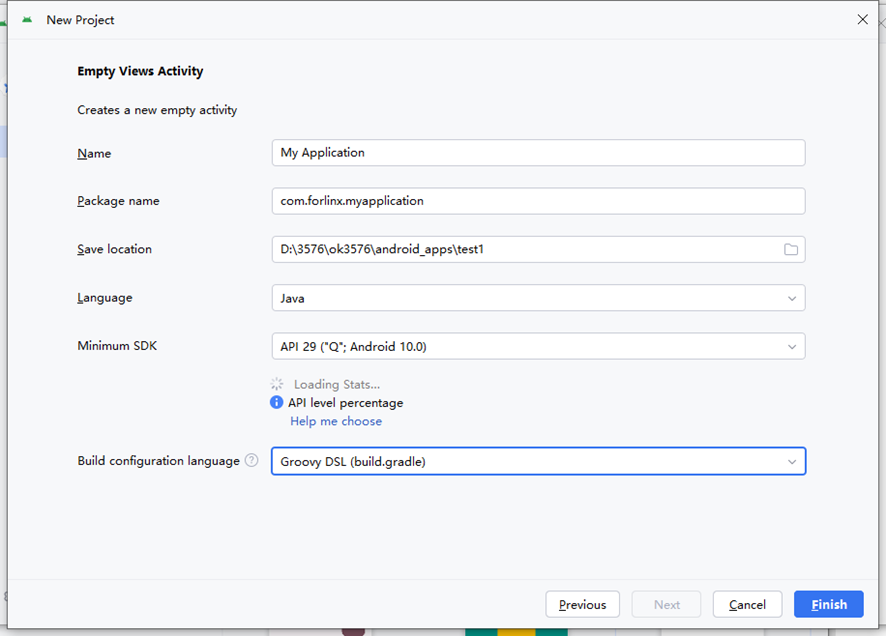 New Project
Empty Views Activity
Creates a new empty activity
Name My Application
Package name com.forlinx.myapplication
Save location D:\3576\ok3576\android_apps\test1
Language Java
Minimum SDK API 29 ("Q"; Android 10.0)
Loading Stats...
API level percentage
Help me choose
Build configuration language Groovy DSL (build.gradle)
Previous Next Cancel Finish